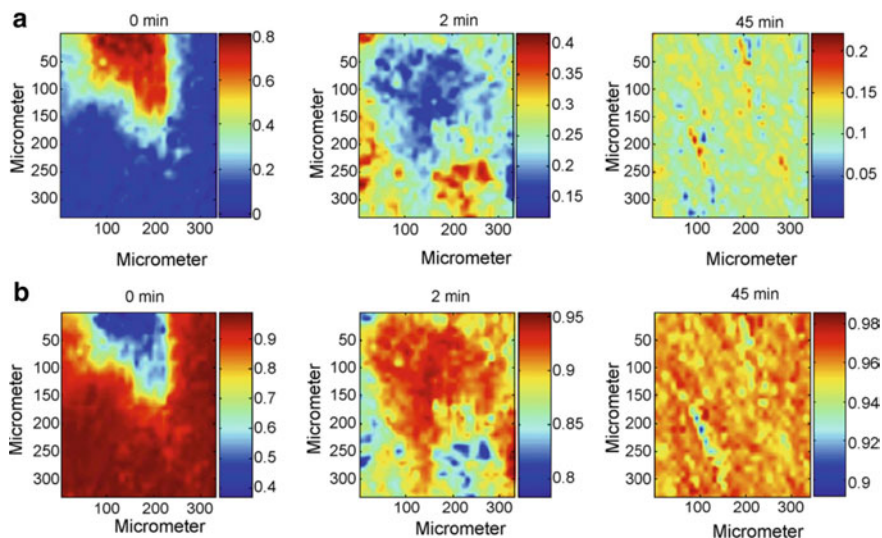 a
0 min
2 min
45 min
Micrometer
50
100
150
200
250
300
100 200 300
Micrometer
0.8
0.6
0.4
0.2
0
Micrometer
50
100
150
200
250
300
100 200 300
Micrometer
0.4
0.35
0.3
0.25
0.2
0.15
Micrometer
50
100
150
200
250
300
100 200 300
Micrometer
0.2
0.15
0.1
0.05
b
0 min
2 min
45 min
Micrometer
50
100
150
200
250
300
100 200 300
Micrometer
0.9
0.8
0.7
0.6
0.5
0.4
Micrometer
50
100
150
200
250
300
100 200 300
Micrometer
0.95
0.9
0.85
0.8
Micrometer
50
100
150
200
250
300
100 200 300
Micrometer
0.98
0.96
0.94
0.92
0.9